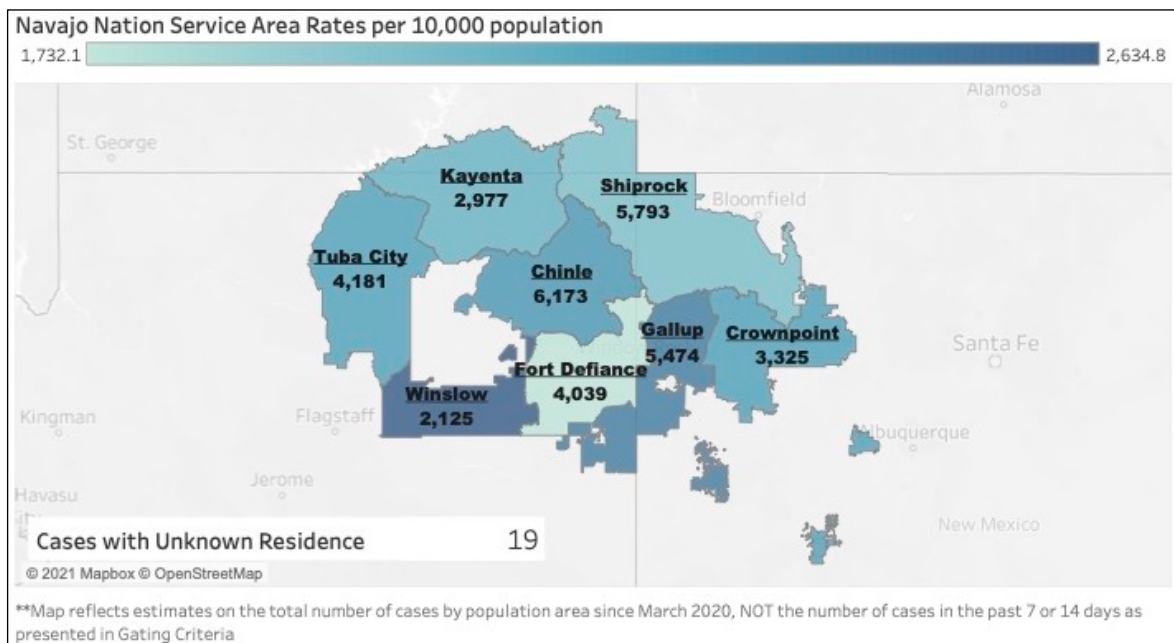 Navajo Nation Service Area Rates per 10,000 population
1,732.1
2,634.8
Alamosa
St. George
Kayenta
2,977
Shiprock
5,793
Bloomfield
Tuba City
4,181
Chinle
6,173
Gallup
5,474
Crownpoint
3,325
Santa Fe
Fort Defiance
4,039
Winslow
2,125
Kingman
Flagstaff
Albuquerque
Jerome
Havasu
New Mexico
Cases with Unknown Residence 19
© 2021 Mapbox © OpenStreetMap
**Map reflects estimates on the total number of cases by population area since March 2020, NOT the number of cases in the past 7 or 14 days as
presented in Gating Criteria